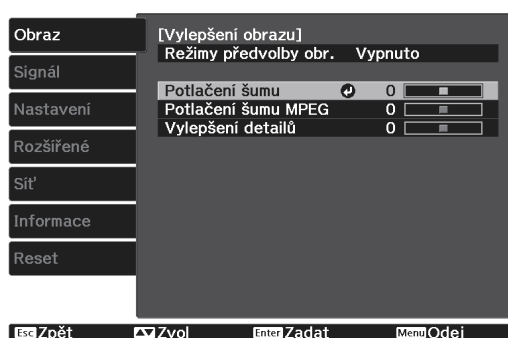 Obraz
Signál
Nastavení
Rozšířené
Síť
Informace
Reset
[Vylepšení obrazu]
Režimy předvolby obr. Vypnuto
Potlačení šumu 0
Potlačení šumu MPEG 0
Vylepšení detailů 0
Esc Zpět Zvol Enter Zadat Menu Odej